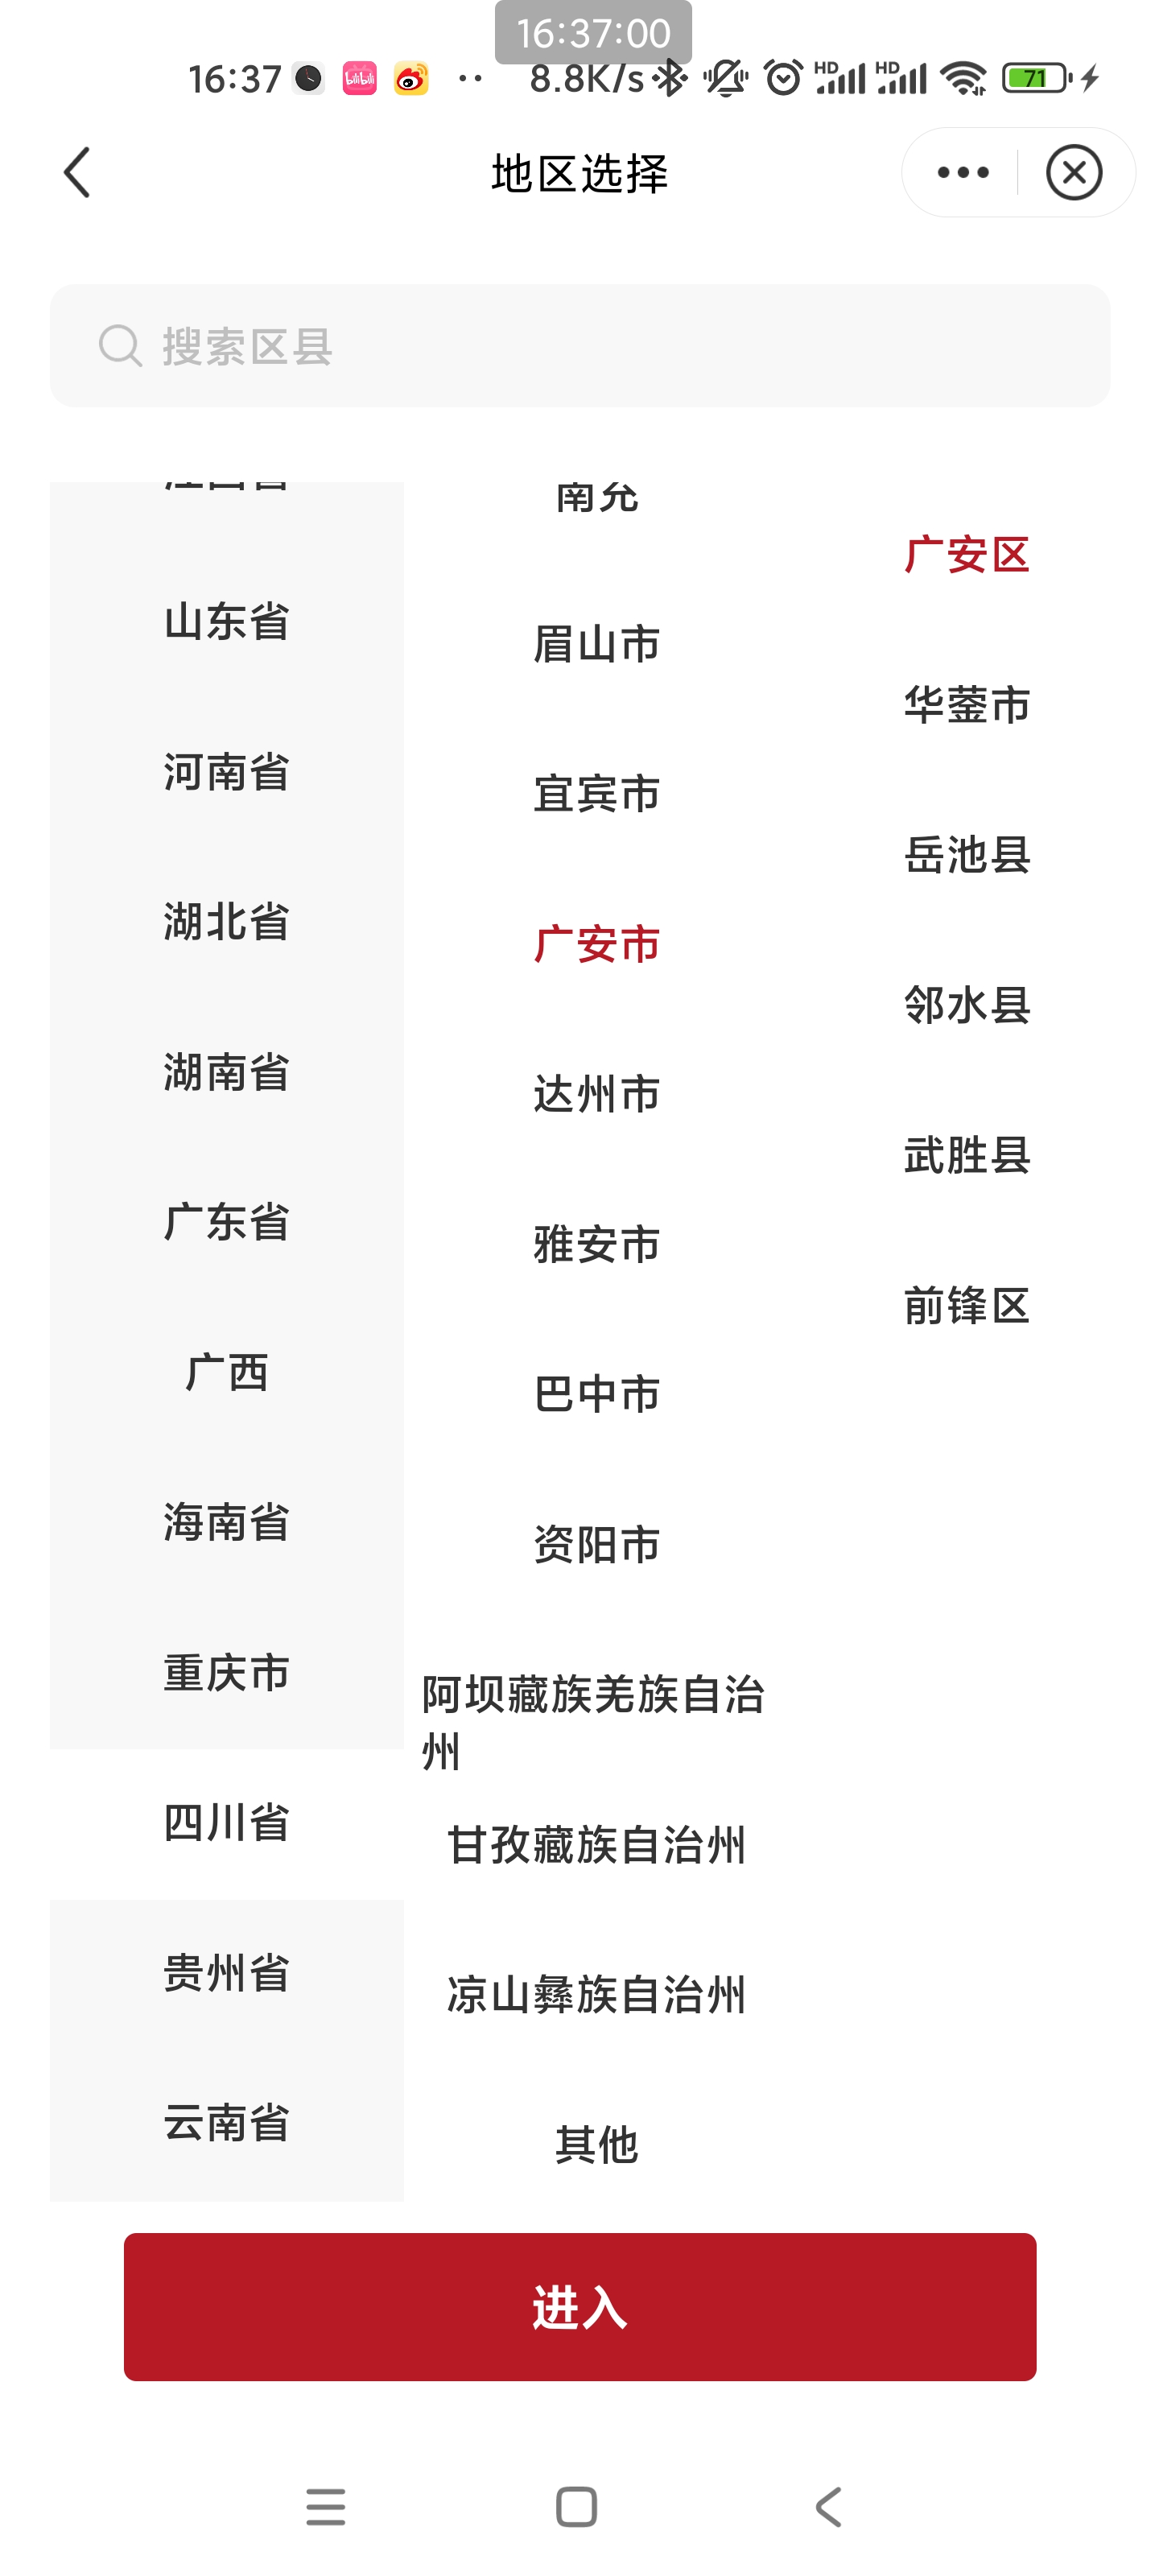 16:37:00
16:37
8.8K/s
HD
HD
71
地区选择
搜索区县
山东省
河南省
湖北省
湖南省
广东省
广西
海南省
重庆市
四川省
贵州省
云南省
南充
眉山市
宜宾市
广安市
达州市
雅安市
巴中市
资阳市
阿坝藏族羌族自治
州
甘孜藏族自治州
凉山彝族自治州
其他
广安区
华蓥市
岳池县
邻水县
武胜县
前锋区
进入